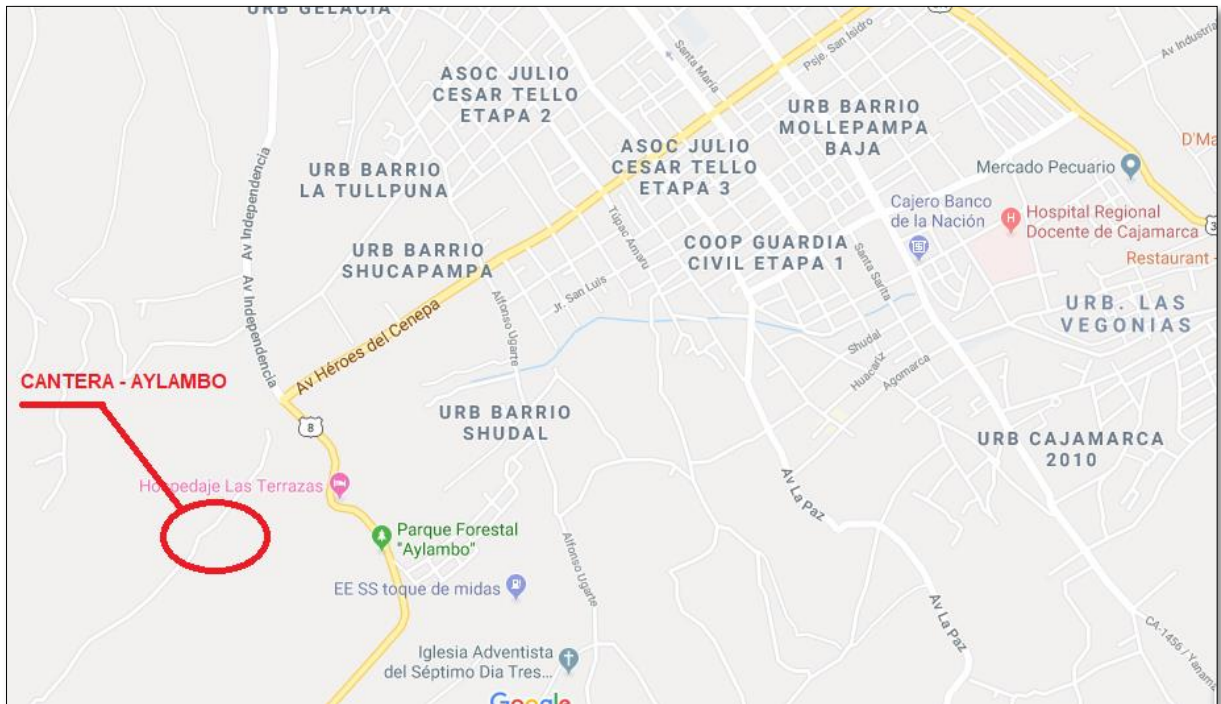 URB GELACIA
ASOC JULIO
CESAR TELLO
ETAPA 2
Santa María
Psje. San Isidro
Av Industrial
URB BARRIO
MOLLEPAMPA
BAJA
ASOC JULIO
CESAR TELLO
ETAPA 3
D'Ma
Mercado Pecuario
URB BARRIO
LA TULLPUNA
Av Independencia
Av Independencia
Cajero Banco
de la Nación
H
Hospital Regional
Docente de Cajamarca
3
Restaurant -
Túpac Amaru
COOP GUARDIA
CIVIL ETAPA 1
Santa Sarita
URB BARRIO
SHUCAPAMPA
Alfonso Ugarte
Jr. San Luis
URB. LAS
VEGONIAS
Av Héroes del Cenepa
Shudal
Huacariz
Agomarca
CANTERA - AYLAMBO
8
URB BARRIO
SHUDAL
URB CAJAMARCA
2010
Hospedaje Las Terrazas
Av La Paz
Parque Forestal
"Aylambo"
Alfonso Ugarte
EE SS toque de midas
Av La Paz
CA-1456 / Yanama
Iglesia Adventista
del Séptimo Dia Tres...
Google